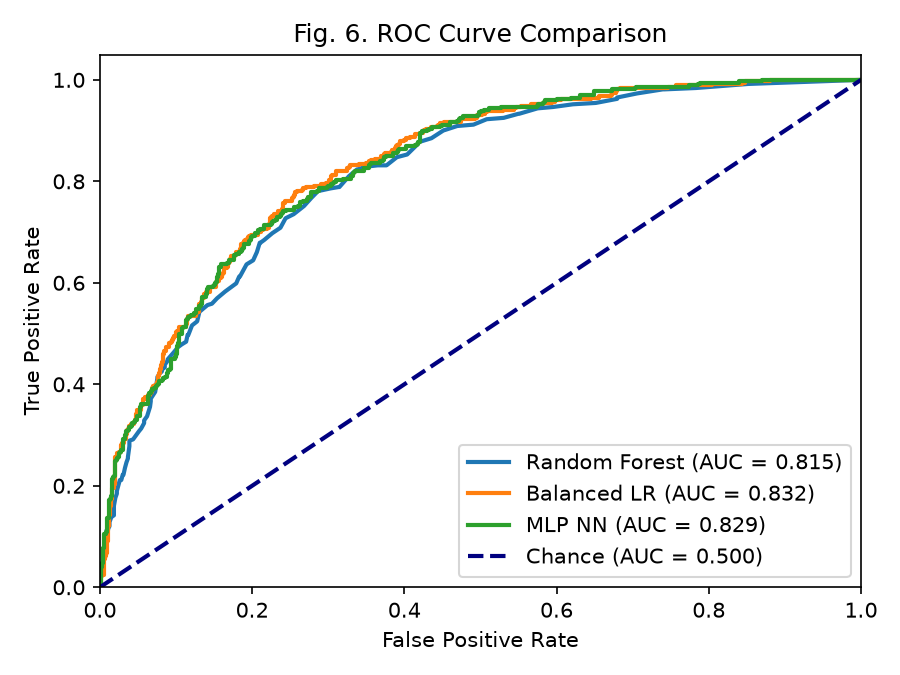 Fig. 6. ROC Curve Comparison
True Positive Rate
1.0
0.8
0.6
0.4
0.2
0.0
0.0 0.2 0.4 0.6 0.8 1.0
False Positive Rate
Random Forest (AUC = 0.815)
Balanced LR (AUC = 0.832)
MLP NN (AUC = 0.829)
Chance (AUC = 0.500)